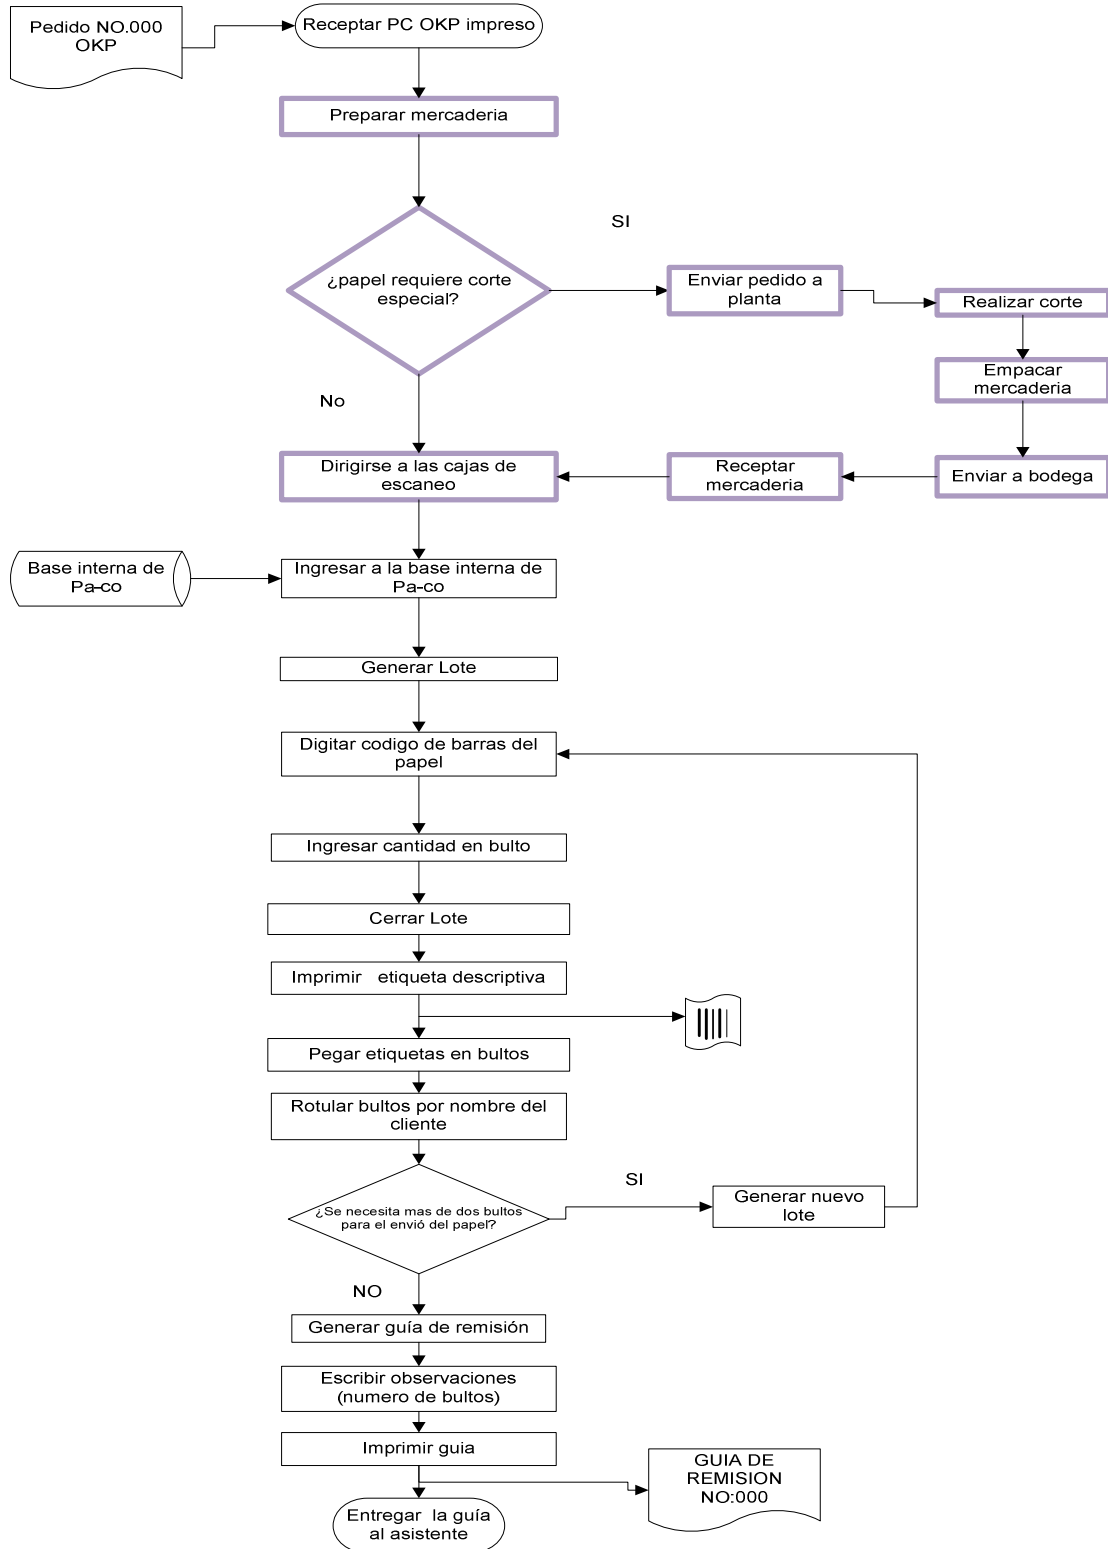 Pedido NO.000
OKP
Receptar PC OKP impreso
Preparar mercaderia
SI
¿papel requiere corte
especial?
Enviar pedido a
planta
Realizar corte
Empacar
mercaderia
No
Dirigirse a las cajas de
escaneo
Receptar
mercaderia
Enviar a bodega
Base interna de
Pa-co
Ingresar a la base interna de
Pa-co
Generar Lote
Digitar codigo de barras del
papel
Ingresar cantidad en bulto
Cerrar Lote
Imprimir etiqueta descriptiva
Pegar etiquetas en bultos
Rotular bultos por nombre del
cliente
SI
¿Se necesita mas de dos bultos
para el envió del papel?
Generar nuevo
lote
NO
Generar guía de remisión
Escribir observaciones
(numero de bultos)
Imprimir guia
GUIA DE
REMISION
NO:000
Entregar la guía
al asistente